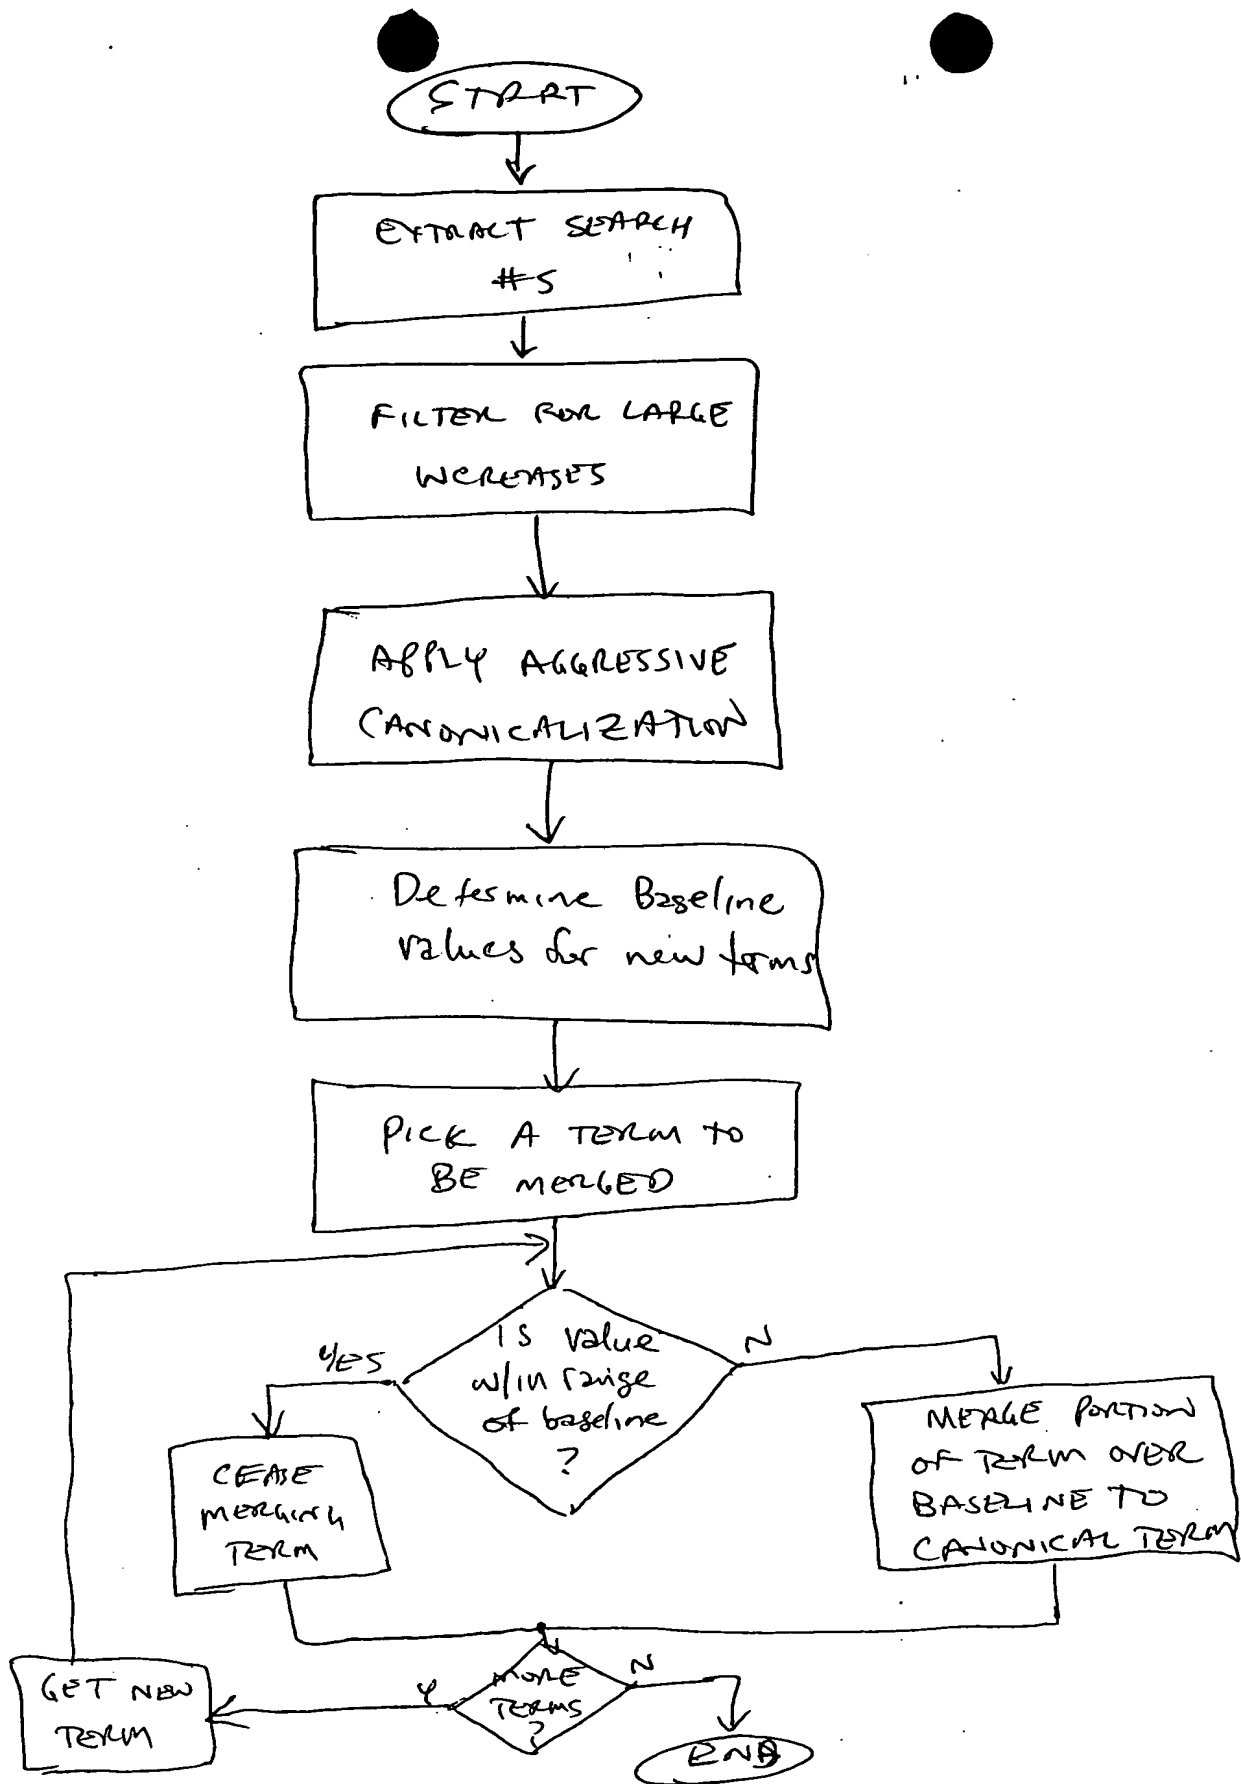 START
EXTRACT SEARCH
#S
FILTER FOR LARGE
INCREASES
APPLY AGGRESSIVE
CANONICALIZATION
Determine Baseline
values for new terms
PICK A TERM TO
BE MERGED
IS value
w/in range
of baseline
?
YES
N
CEASE
MERGING
TERM
MERGE PORTION
OF TERM OVER
BASELINE TO
CANONICAL TERM
MORE
TERMS
?
Y
N
GET NEW
TERM
END